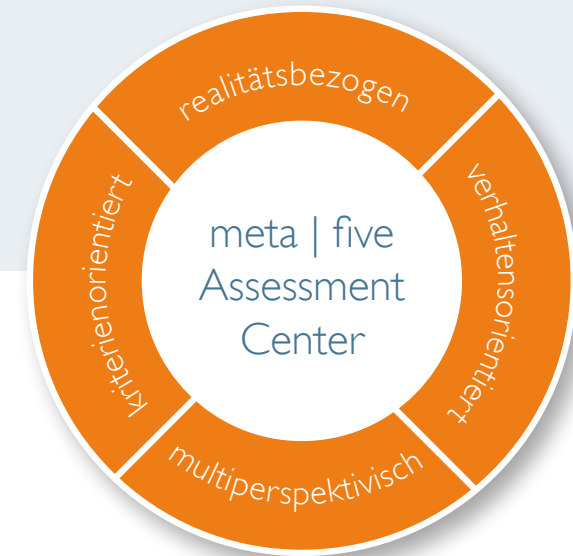 realitätsbezogen
verhaltensorientiert
multiperspektivisch
kriterienorientiert
meta | five
Assessment
Center